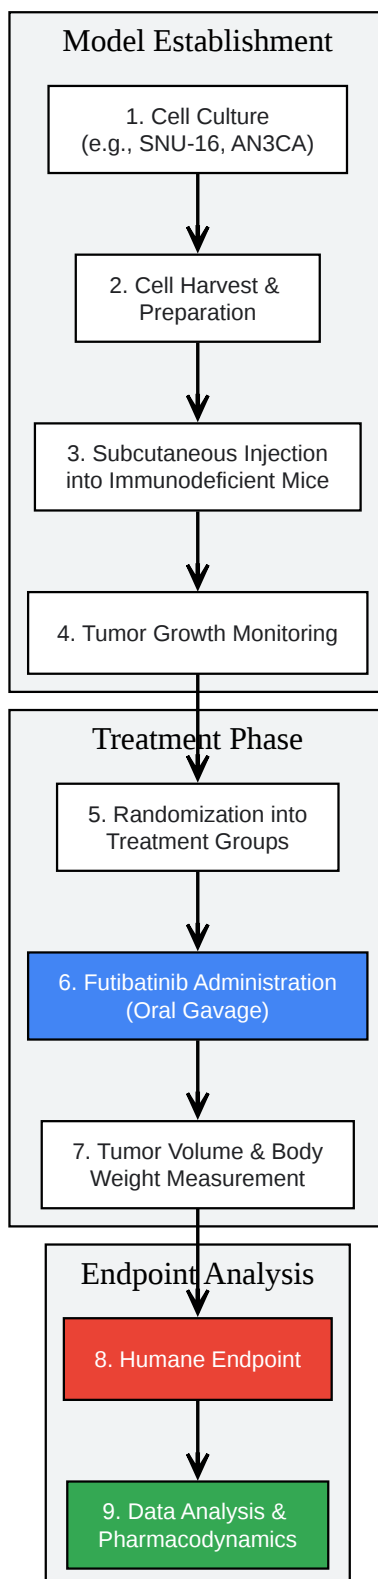 Model Establishment
1. Cell Culture
(e.g., SNU-16, AN3CA)
2. Cell Harvest &
Preparation
3. Subcutaneous Injection
into Immunodeficient Mice
4. Tumor Growth Monitoring
Treatment Phase
5. Randomization into
Treatment Groups
6. Futibatinib Administration
(Oral Gavage)
7. Tumor Volume & Body
Weight Measurement
Endpoint Analysis
8. Humane Endpoint
9. Data Analysis &
Pharmacodynamics